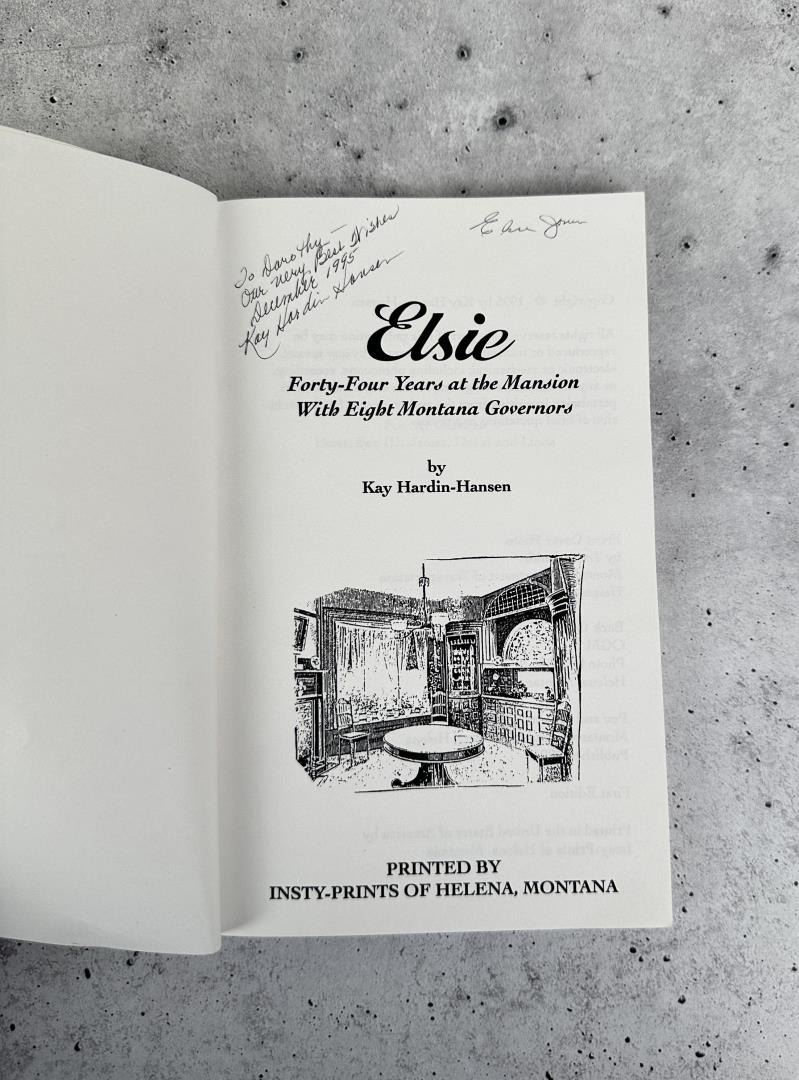 To Dorothy —
Our very Best Wishes
December 1995
Kay Hardin Hansen
Elsie
Elsie
Forty-Four Years at the Mansion
With Eight Montana Governors
by
Kay Hardin-Hansen
PRINTED BY
INSTY-PRINTS OF HELENA, MONTANA